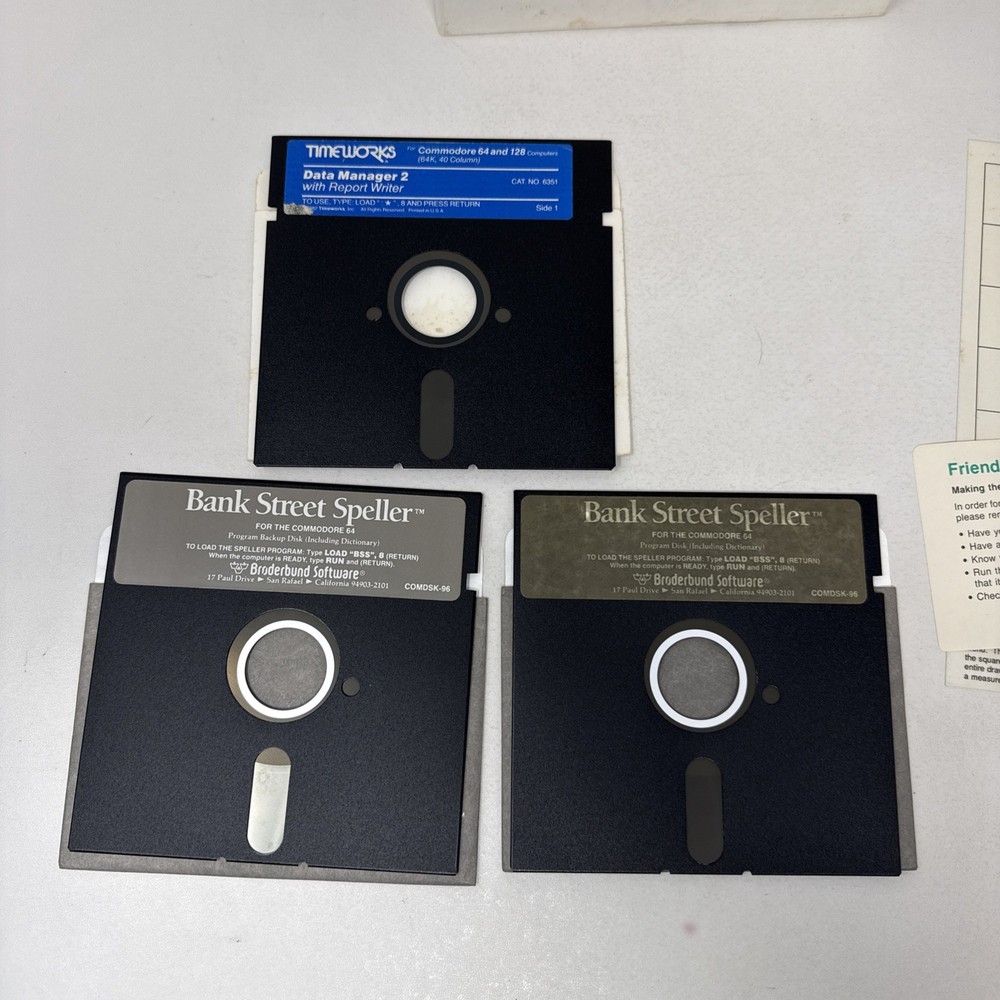 TIMEWORKS For Commodore 64 and 128 Computers
(64K, 40 Column)
Data Manager 2
with Report Writer
CAT. NO. 6351
TO USE, TYPE: LOAD "★", 8 AND PRESS RETURN
Timeworks, Inc. All Rights Reserved. Printed in U.S.A.
Side 1
Bank Street Speller™
FOR THE COMMODORE 64
Program Backup Disk (Including Dictionary)
TO LOAD THE SPELLER PROGRAM: Type LOAD "BSS", 8 (RETURN)
When the computer is READY, type RUN and (RETURN).
Brøderbund Software®
17 Paul Drive ► San Rafael ► California 94903-2101
COMDSK-96
Bank Street Speller™
FOR THE COMMODORE 64
Program Disk (Including Dictionary)
TO LOAD THE SPELLER PROGRAM: Type LOAD "BSS", 8 (RETURN)
When the computer is READY, type RUN and (RETURN).
Brøderbund Software®
17 Paul Drive ► San Rafael ► California 94903-2101
COMDSK-96
Friend
Making the
In order for
please re
• Have y
• Have a
• Know
• Run th
that it
• Chec
the squar
entire dra
a measure